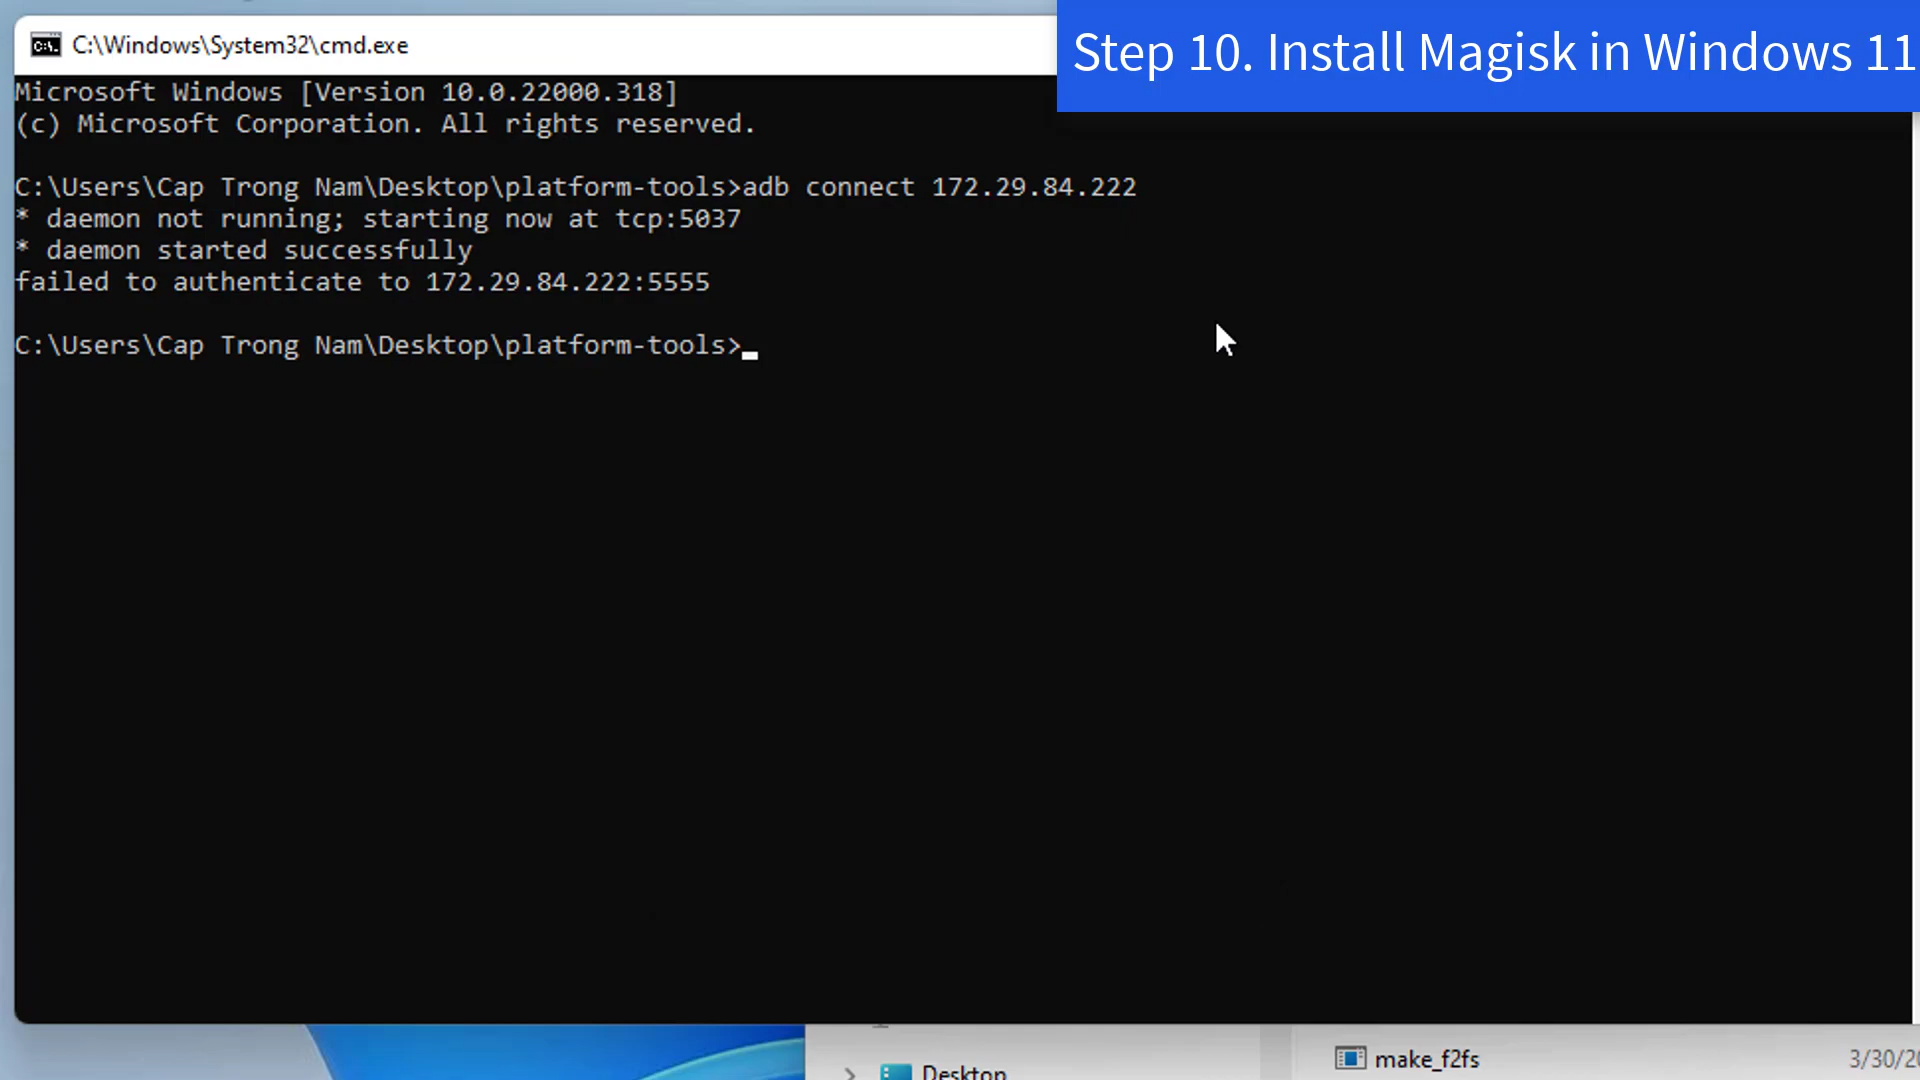 C:\Windows\System32\cmd.exe
Step 10. Install Magisk in Windows 11
Microsoft Windows [Version 10.0.22000.318]
(c) Microsoft Corporation. All rights reserved.
C:\Users\Cap Trong Nam\Desktop\platform-tools>adb connect 172.29.84.222
* daemon not running; starting now at tcp:5037
* daemon started successfully
failed to authenticate to 172.29.84.222:5555
C:\Users\Cap Trong Nam\Desktop\platform-tools>
Desktop
make_f2fs
3/30/20